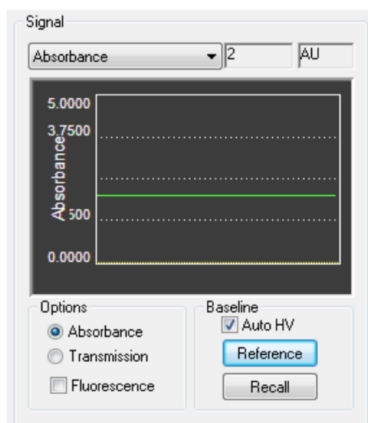 Signal
Absorbance 2 AU
5.0000
3.7500
Absorbance
500
0.0000
Options
Absorbance
Transmission
Fluorescence
Baseline
Auto HV
Reference
Recall